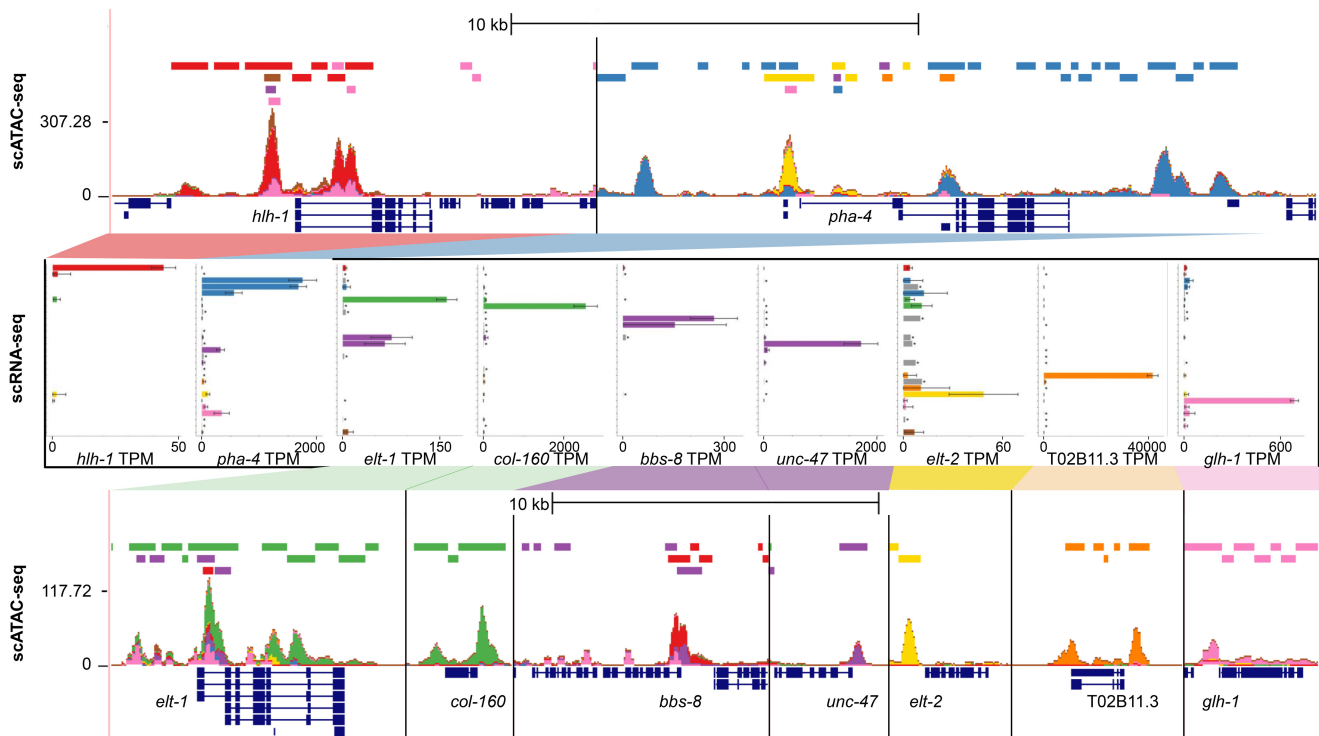 10 kb
scATAC-seq
307.28
0
hlh-1
pha-4
scRNA-seq
0 50 0 2000 0 150 0 2000 0 300 0 2000 0 60 0 40000 0 600
hlh-1 TPM pha-4 TPM elt-1 TPM col-160 TPM bbs-8 TPM unc-47 TPM elt-2 TPM T02B11.3 TPM glh-1 TPM
10 kb
scATAC-seq
117.72
0
elt-1 col-160 bbs-8 unc-47 elt-2 T02B11.3 glh-1